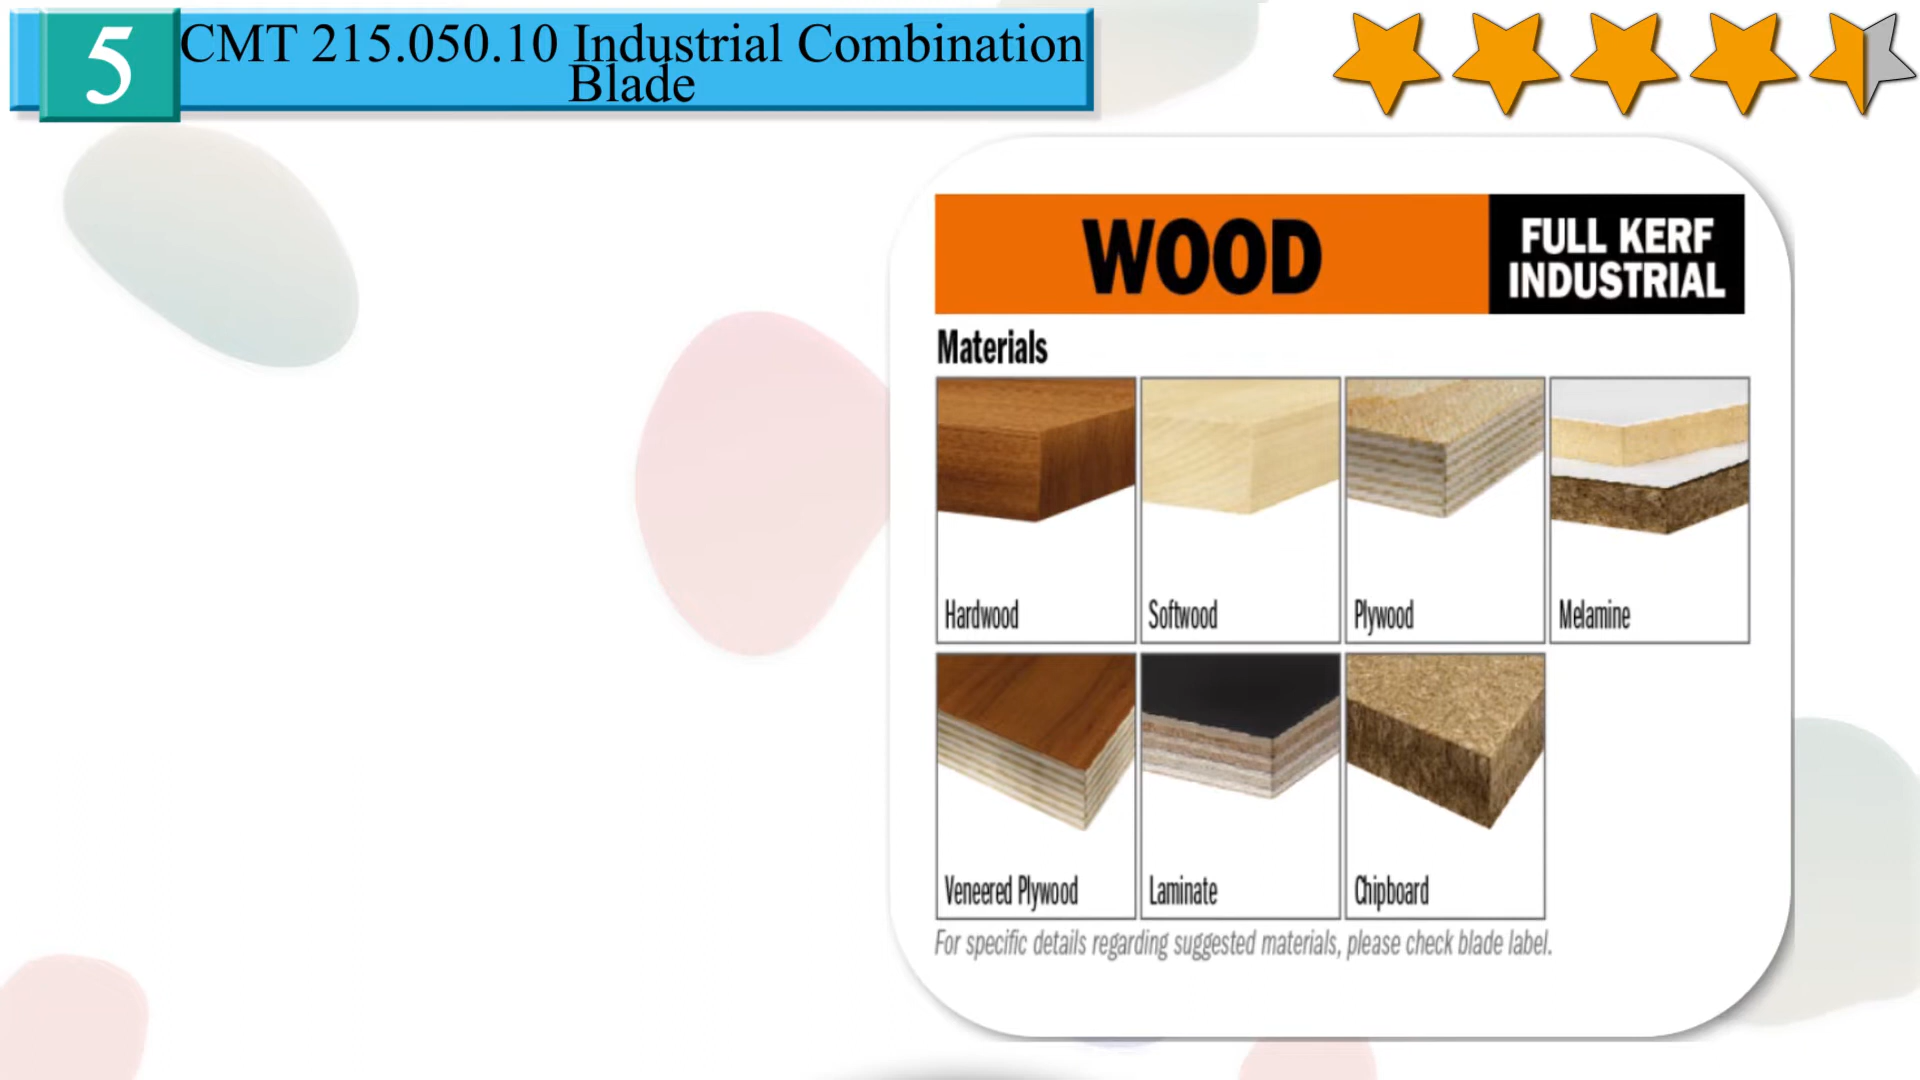 5
CMT 215.050.10 Industrial Combination
Blade
WOOD
FULL KERF
INDUSTRIAL
Materials
Hardwood
Softwood
Plywood
Melamine
Veneered Plywood
Laminate
Chipboard
For specific details regarding suggested materials, please check blade label.